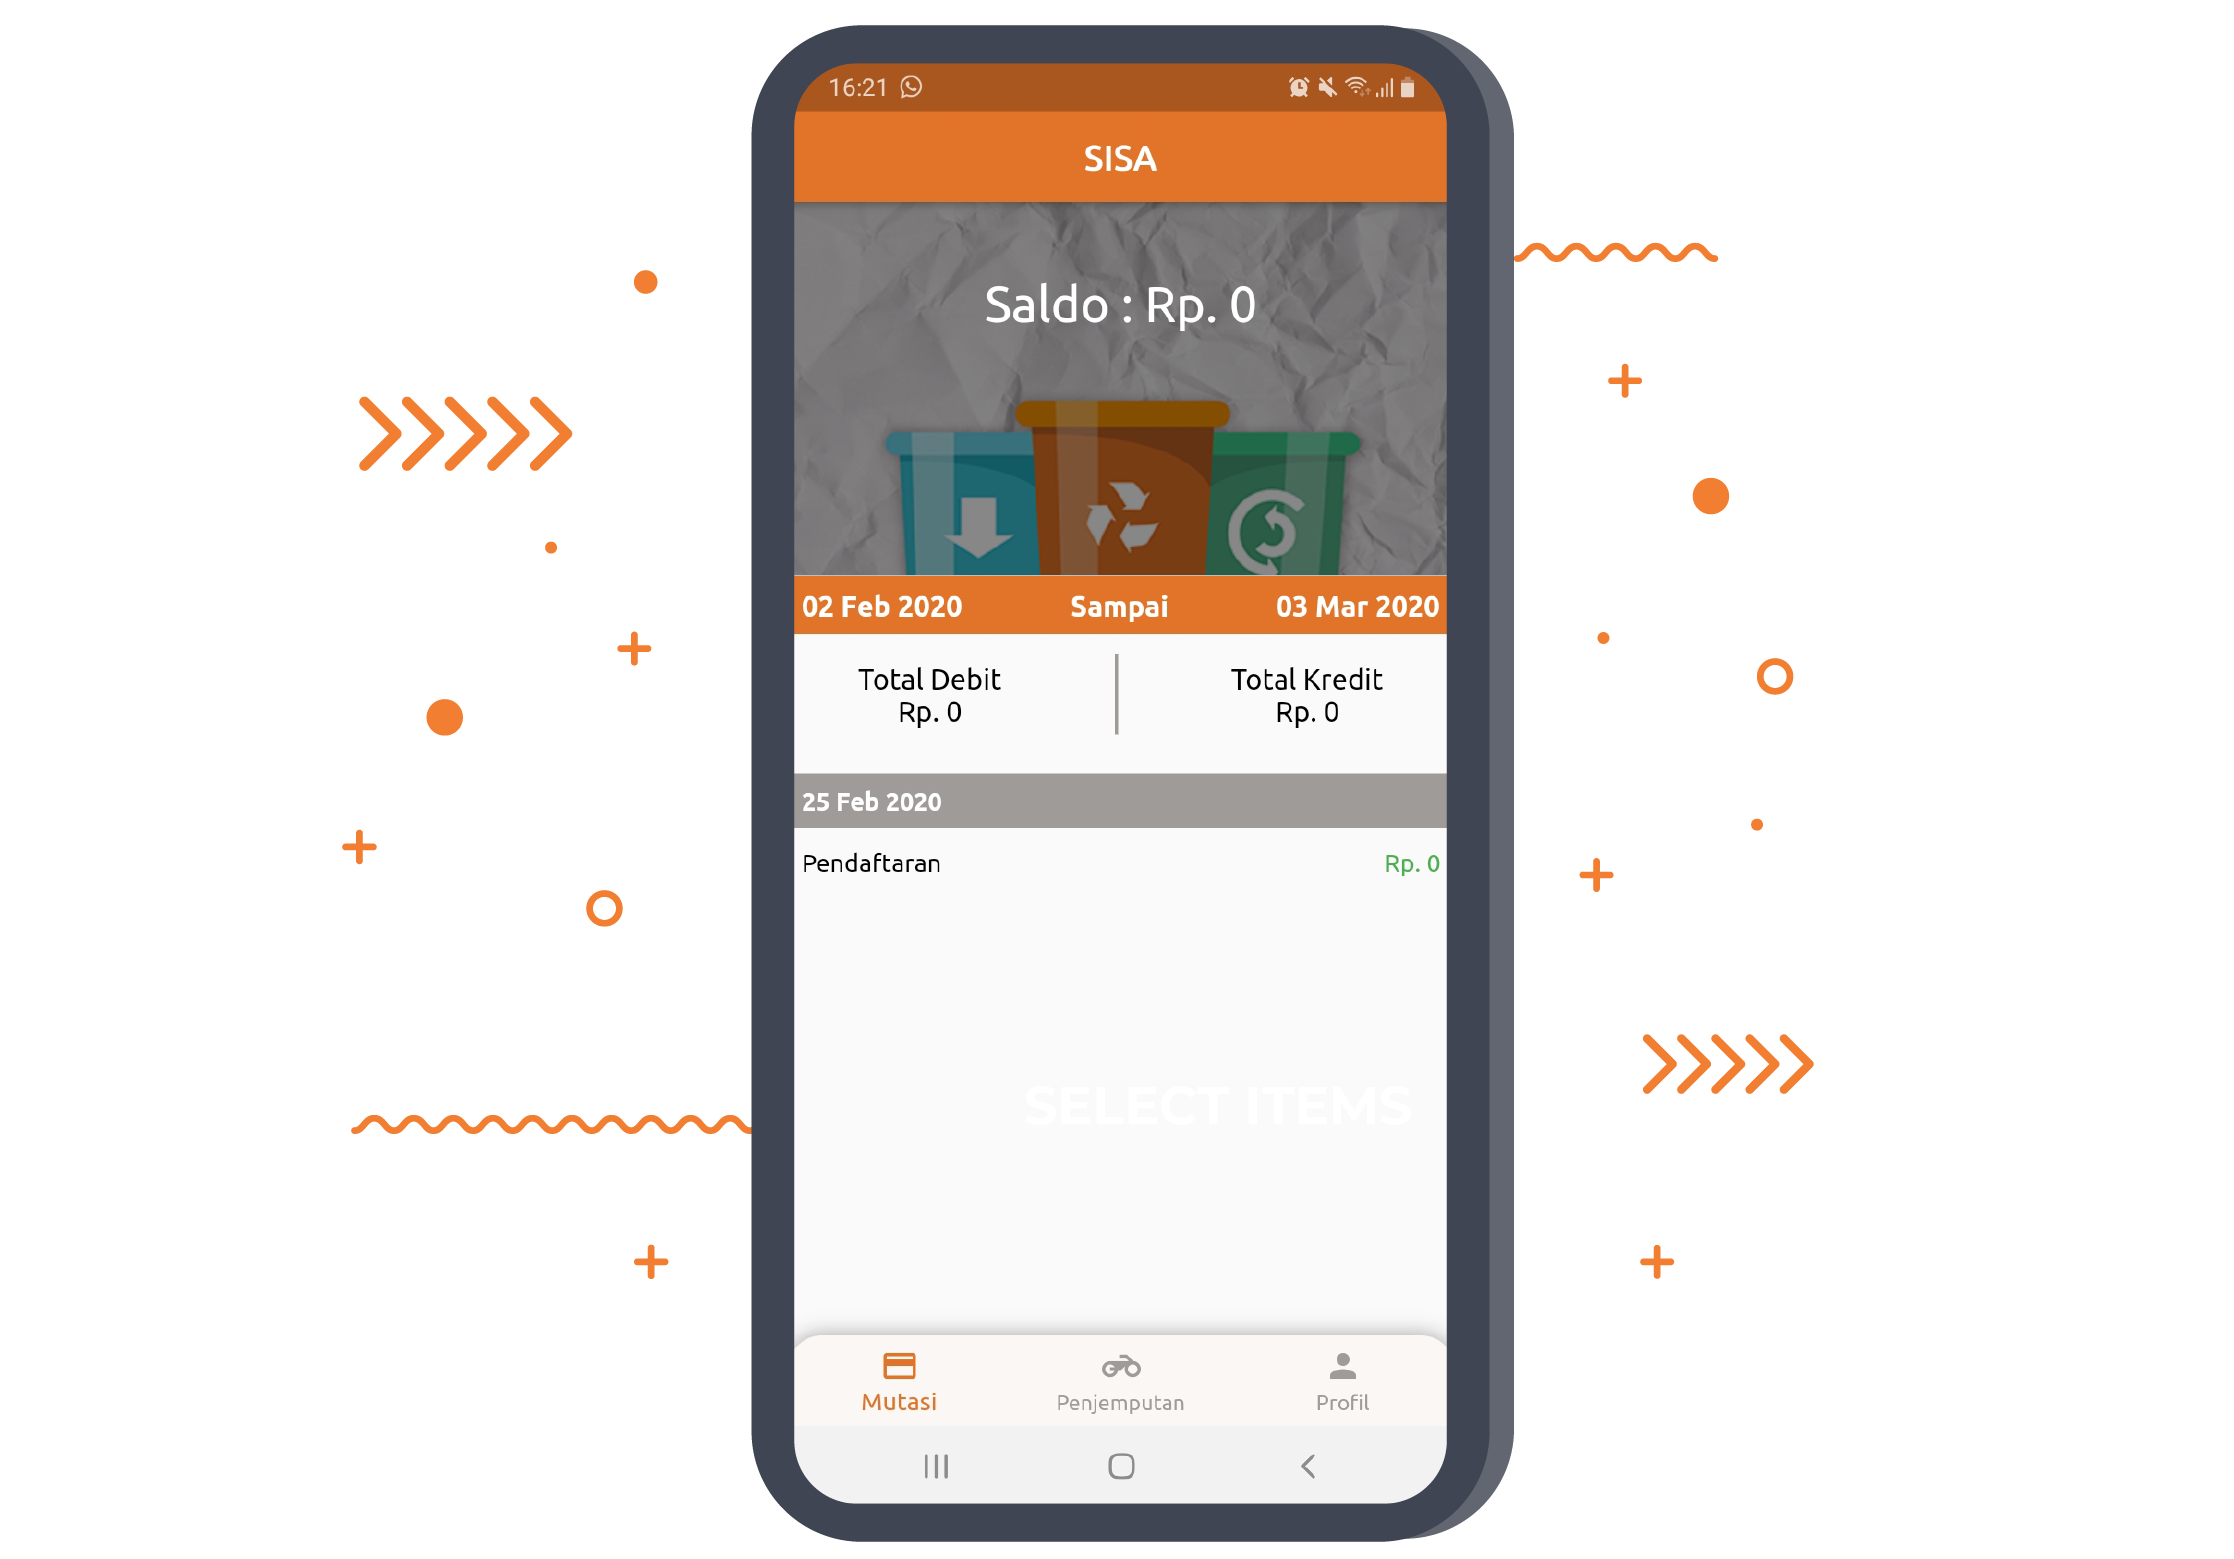 16:21
SISA
Saldo : Rp. 0
02 Feb 2020 Sampai 03 Mar 2020
Total Debit Total Kredit
Rp. 0 Rp. 0
25 Feb 2020
Pendaftaran Rp. 0
SELECT ITEMS
Mutasi Penjemputan Profil